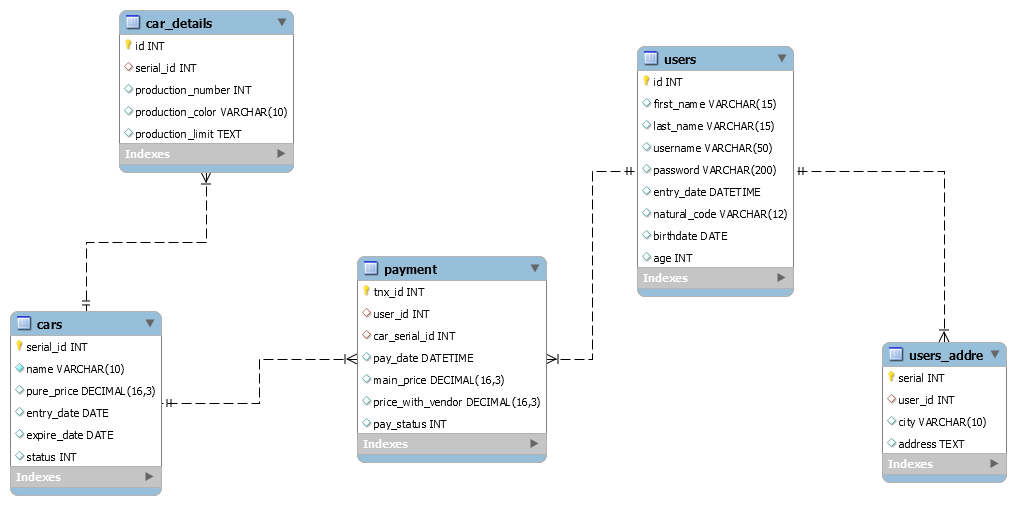 car_details
id INT
serial_id INT
production_number INT
production_color VARCHAR(10)
production_limit TEXT
Indexes
users
id INT
first_name VARCHAR(15)
last_name VARCHAR(15)
username VARCHAR(50)
password VARCHAR(200)
entry_date DATETIME
natural_code VARCHAR(12)
birthdate DATE
age INT
Indexes
payment
tnx_id INT
user_id INT
car_serial_id INT
pay_date DATETIME
main_price DECIMAL(16,3)
price_with_vendor DECIMAL(16,3)
pay_status INT
Indexes
cars
serial_id INT
name VARCHAR(10)
pure_price DECIMAL(16,3)
entry_date DATE
expire_date DATE
status INT
Indexes
users_addre
serial INT
user_id INT
city VARCHAR(10)
address TEXT
Indexes